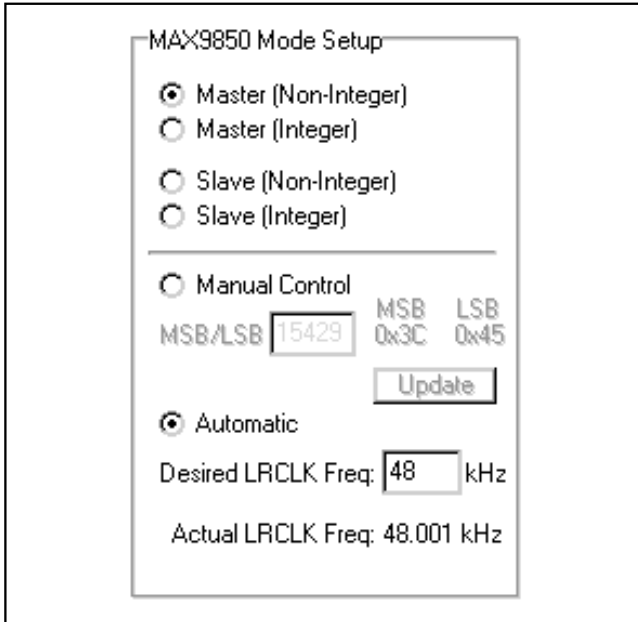 MAX9850 Mode Setup
Master (Non-Integer)
Master (Integer)
Slave (Non-Integer)
Slave (Integer)
Manual Control
MSB LSB
MSB/LSB 15429 0x3C 0x45
Update
Automatic
Desired LRCLK Freq: 48 kHz
Actual LRCLK Freq: 48.001 kHz